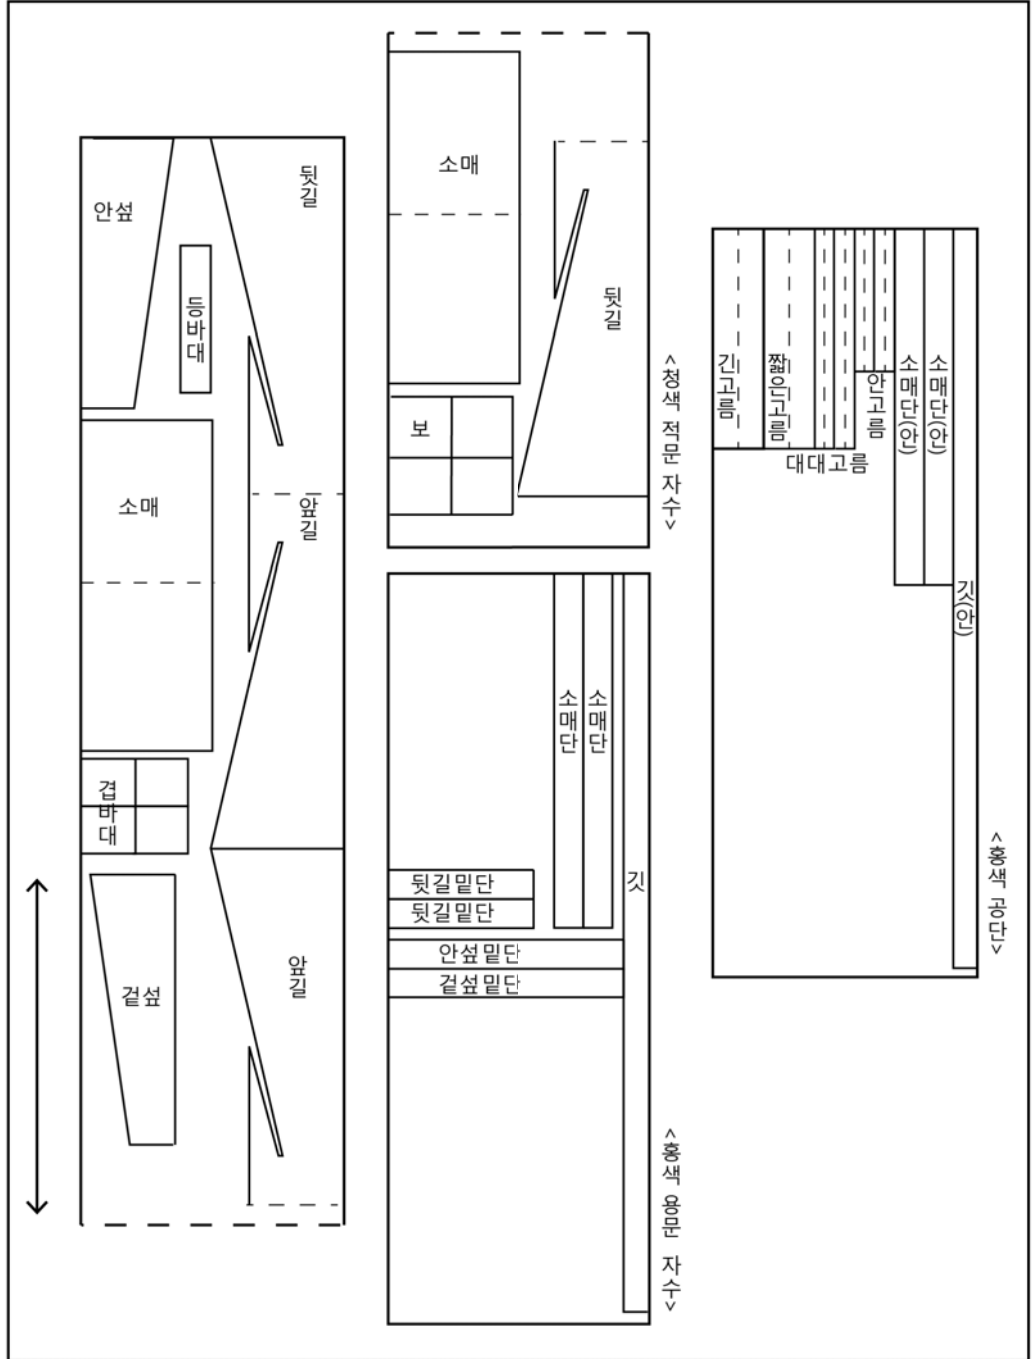 안섶
뒷길
등바대
소매
앞길
겹바대
겉섶
앞길
소매
뒷길
보
<청색 적문 자수>
소매단
소매단
깃
뒷길밑단
뒷길밑단
안섶밑단
겉섶밑단
<홍색 용문 자수>
긴고름
짧은고름
대대고름
안고름
소매단(안)
소매단(안)
깃(안)
<홍색 공단>